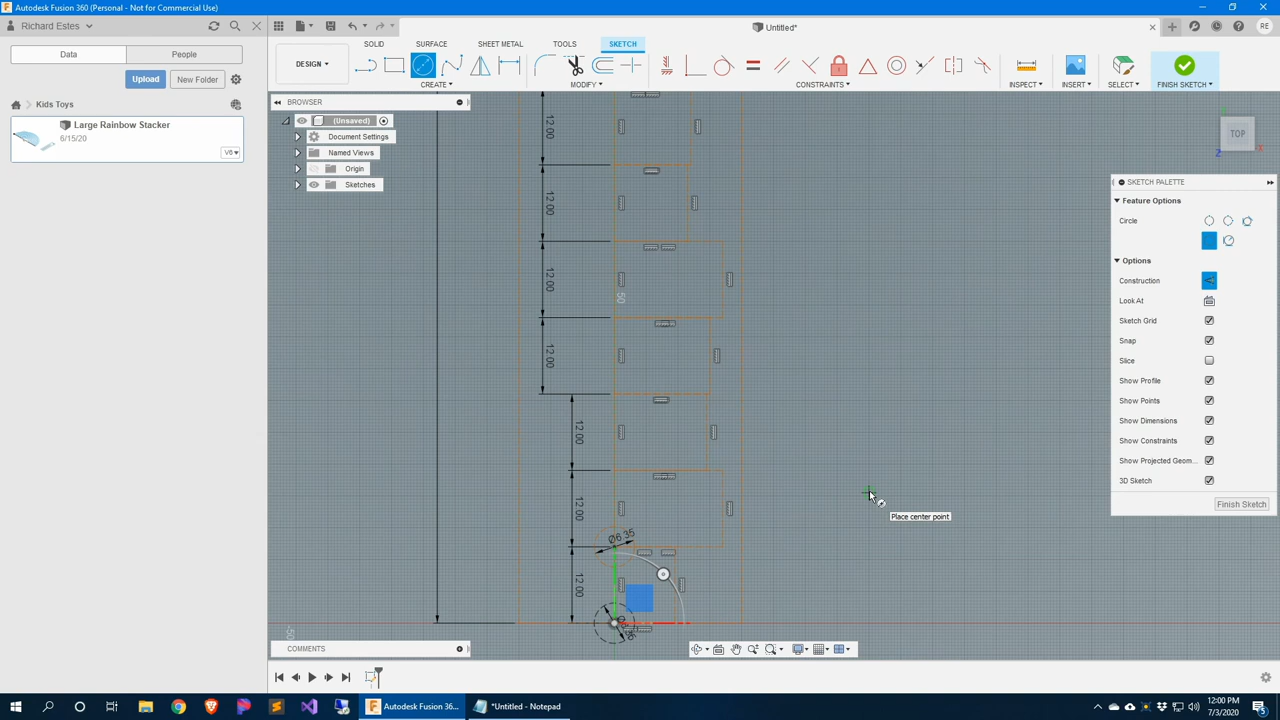 Autodesk Fusion 360 (Personal - Not for Commercial Use)
Richard Estes
Untitled*
RE
Data
People
Upload
New Folder
Kids Toys
Large Rainbow Stacker
6/15/20
V6
DESIGN
SOLID
SURFACE
SHEET METAL
TOOLS
SKETCH
CREATE
MODIFY
CONSTRAINTS
INSPECT
INSERT
SELECT
FINISH SKETCH
BROWSER
(Unsaved)
Document Settings
Named Views
Origin
Sketches
12.00
12.00
12.00
12.00
12.00
12.00
12.00
50
Ø6.35
-50
Place center point
TOP
X
Z
SKETCH PALETTE
Feature Options
Circle
Options
Construction
Look At
Sketch Grid
Snap
Slice
Show Profile
Show Points
Show Dimensions
Show Constraints
Show Projected Geom...
3D Sketch
Finish Sketch
COMMENTS
Autodesk Fusion 360...
*Untitled - Notepad
12:00 PM
7/3/2020
5